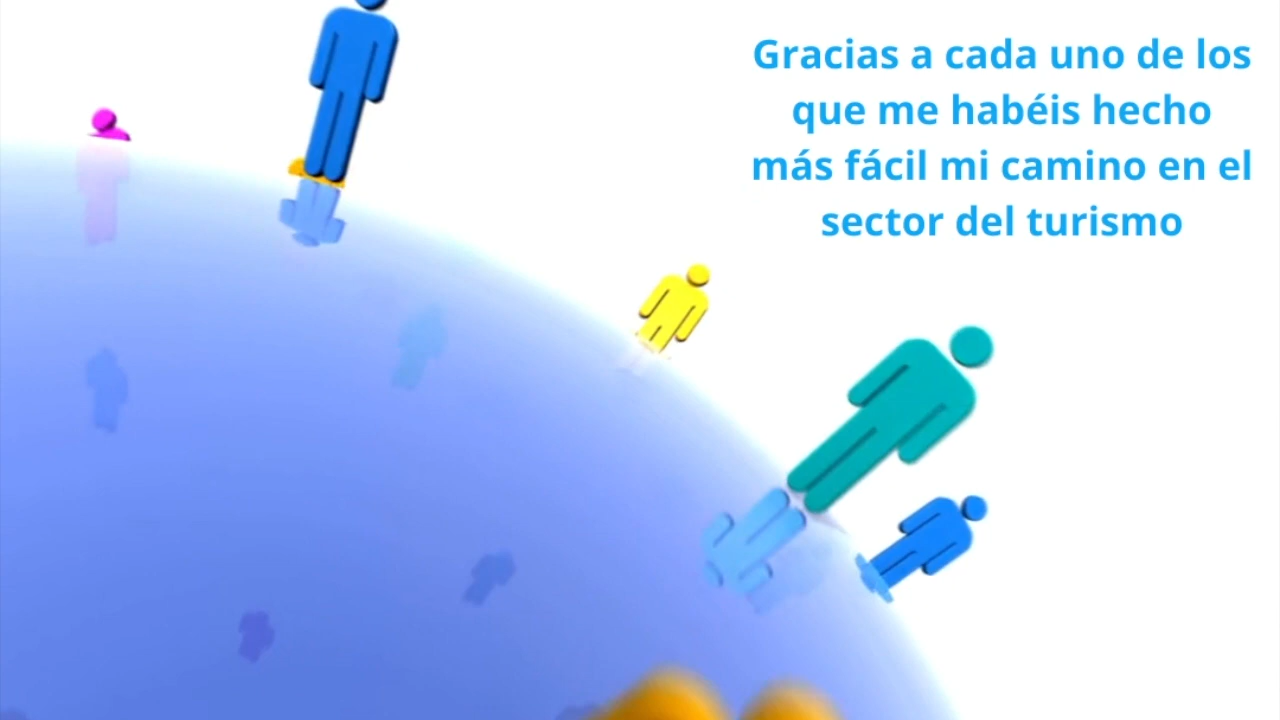 Gracias a cada uno de los
que me habéis hecho
más fácil mi camino en el
sector del turismo